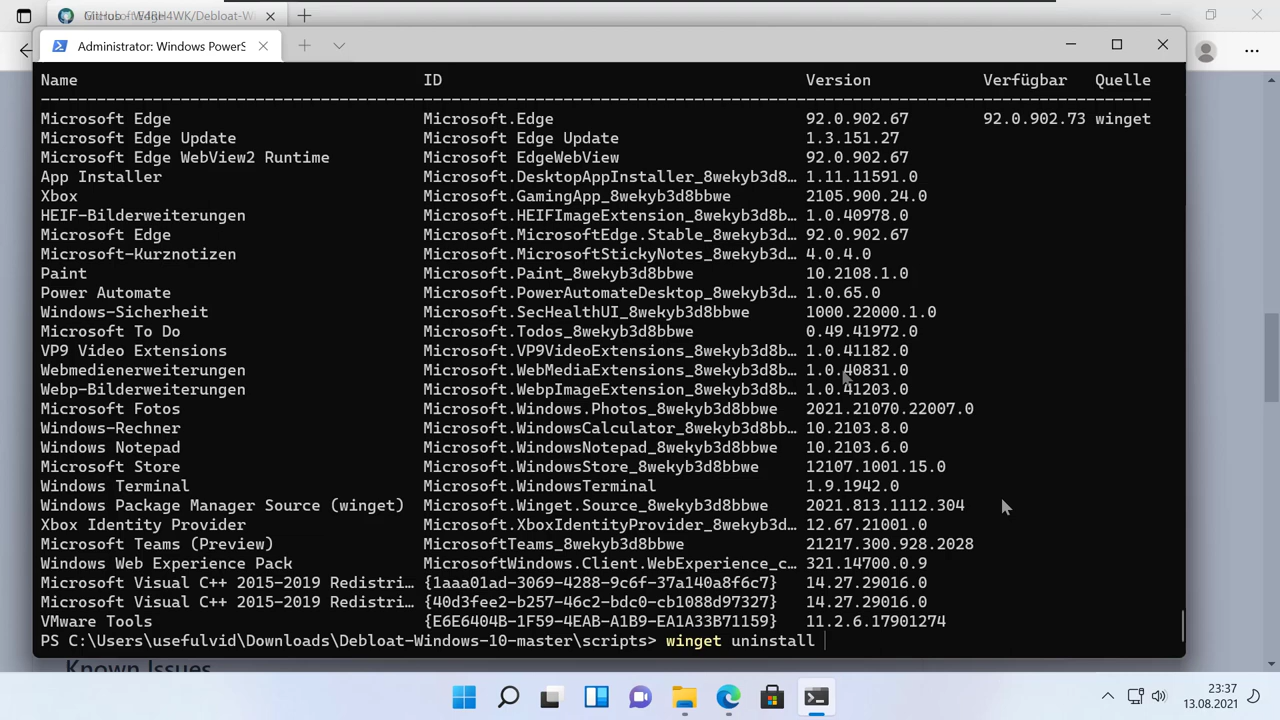 GitHub - W4RH4WK/Debloat-Wi
Administrator: Windows PowerS
Name ID Version Verfügbar Quelle
Microsoft Edge Microsoft.Edge 92.0.902.67 92.0.902.73 winget
Microsoft Edge Update Microsoft Edge Update 1.3.151.27
Microsoft Edge WebView2 Runtime Microsoft EdgeWebView 92.0.902.67
App Installer Microsoft.DesktopAppInstaller_8wekyb3d8… 1.11.11591.0
Xbox Microsoft.GamingApp_8wekyb3d8bbwe 2105.900.24.0
HEIF-Bilderweiterungen Microsoft.HEIFImageExtension_8wekyb3d8b… 1.0.40978.0
Microsoft Edge Microsoft.MicrosoftEdge.Stable_8wekyb3d8… 92.0.902.67
Microsoft-Kurznotizen Microsoft.MicrosoftStickyNotes_8wekyb3d8… 4.0.4.0
Paint Microsoft.Paint_8wekyb3d8bbwe 10.2108.1.0
Power Automate Microsoft.PowerAutomateDesktop_8wekyb3d… 1.0.65.0
Windows-Sicherheit Microsoft.SecHealthUI_8wekyb3d8bbwe 1000.22000.1.0
Microsoft To Do Microsoft.Todos_8wekyb3d8bbwe 0.49.41972.0
VP9 Video Extensions Microsoft.VP9VideoExtensions_8wekyb3d8b… 1.0.41182.0
Webmedienerweiterungen Microsoft.WebMediaExtensions_8wekyb3d8b… 1.0.40831.0
Webp-Bilderweiterungen Microsoft.WebpImageExtension_8wekyb3d8b… 1.0.41203.0
Microsoft Fotos Microsoft.Windows.Photos_8wekyb3d8bbwe 2021.21070.22007.0
Windows-Rechner Microsoft.WindowsCalculator_8wekyb3d8bb… 10.2103.8.0
Windows Notepad Microsoft.WindowsNotepad_8wekyb3d8bbwe 10.2103.6.0
Microsoft Store Microsoft.WindowsStore_8wekyb3d8bbwe 12107.1001.15.0
Windows Terminal Microsoft.WindowsTerminal 1.9.1942.0
Windows Package Manager Source (winget) Microsoft.Winget.Source_8wekyb3d8bbwe 2021.813.1112.304
Xbox Identity Provider Microsoft.XboxIdentityProvider_8wekyb3d… 12.67.21001.0
Microsoft Teams (Preview) MicrosoftTeams_8wekyb3d8bbwe 21217.300.928.2028
Windows Web Experience Pack MicrosoftWindows.Client.WebExperience_c… 321.14700.0.9
Microsoft Visual C++ 2015-2019 Redistri… {1aaa01ad-3069-4288-9c6f-37a140a8f6c7} 14.27.29016.0
Microsoft Visual C++ 2015-2019 Redistri… {40d3fee2-b257-46c2-bdc0-cb1088d97327} 14.27.29016.0
VMware Tools {E6E6404B-1F59-4EAB-A1B9-EA1A33B71159} 11.2.6.17901274
PS C:\Users\usefulvid\Downloads\Debloat-Windows-10-master\scripts> winget uninstall
Known Issues
23:37
13.08.2021